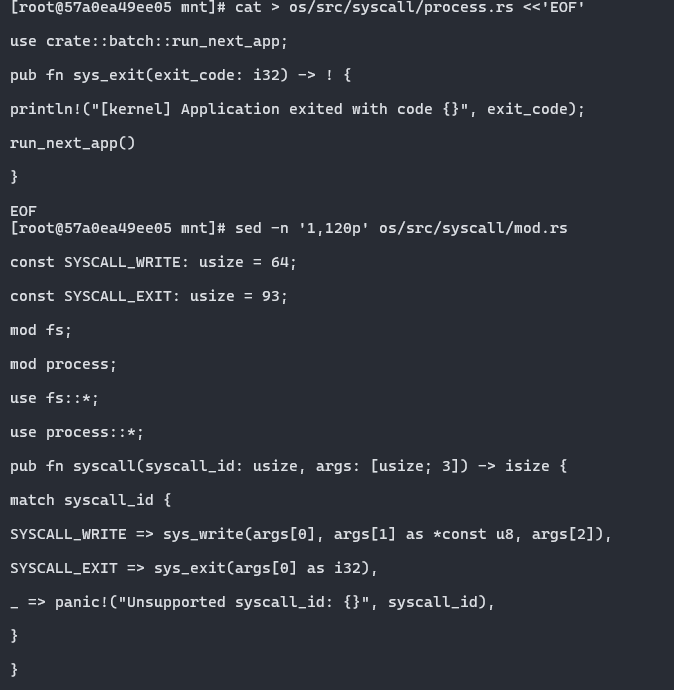 [root@57a0ea49ee05 mnt]# cat > os/src/syscall/process.rs <<'EOF'
use crate::batch::run_next_app;
pub fn sys_exit(exit_code: i32) -> ! {
println!("[kernel] Application exited with code {}", exit_code);
run_next_app()
}
EOF
[root@57a0ea49ee05 mnt]# sed -n '1,120p' os/src/syscall/mod.rs
const SYSCALL_WRITE: usize = 64;
const SYSCALL_EXIT: usize = 93;
mod fs;
mod process;
use fs::*;
use process::*;
pub fn syscall(syscall_id: usize, args: [usize; 3]) -> isize {
match syscall_id {
SYSCALL_WRITE => sys_write(args[0], args[1] as *const u8, args[2]),
SYSCALL_EXIT => sys_exit(args[0] as i32),
_ => panic!("Unsupported syscall_id: {}", syscall_id),
}
}